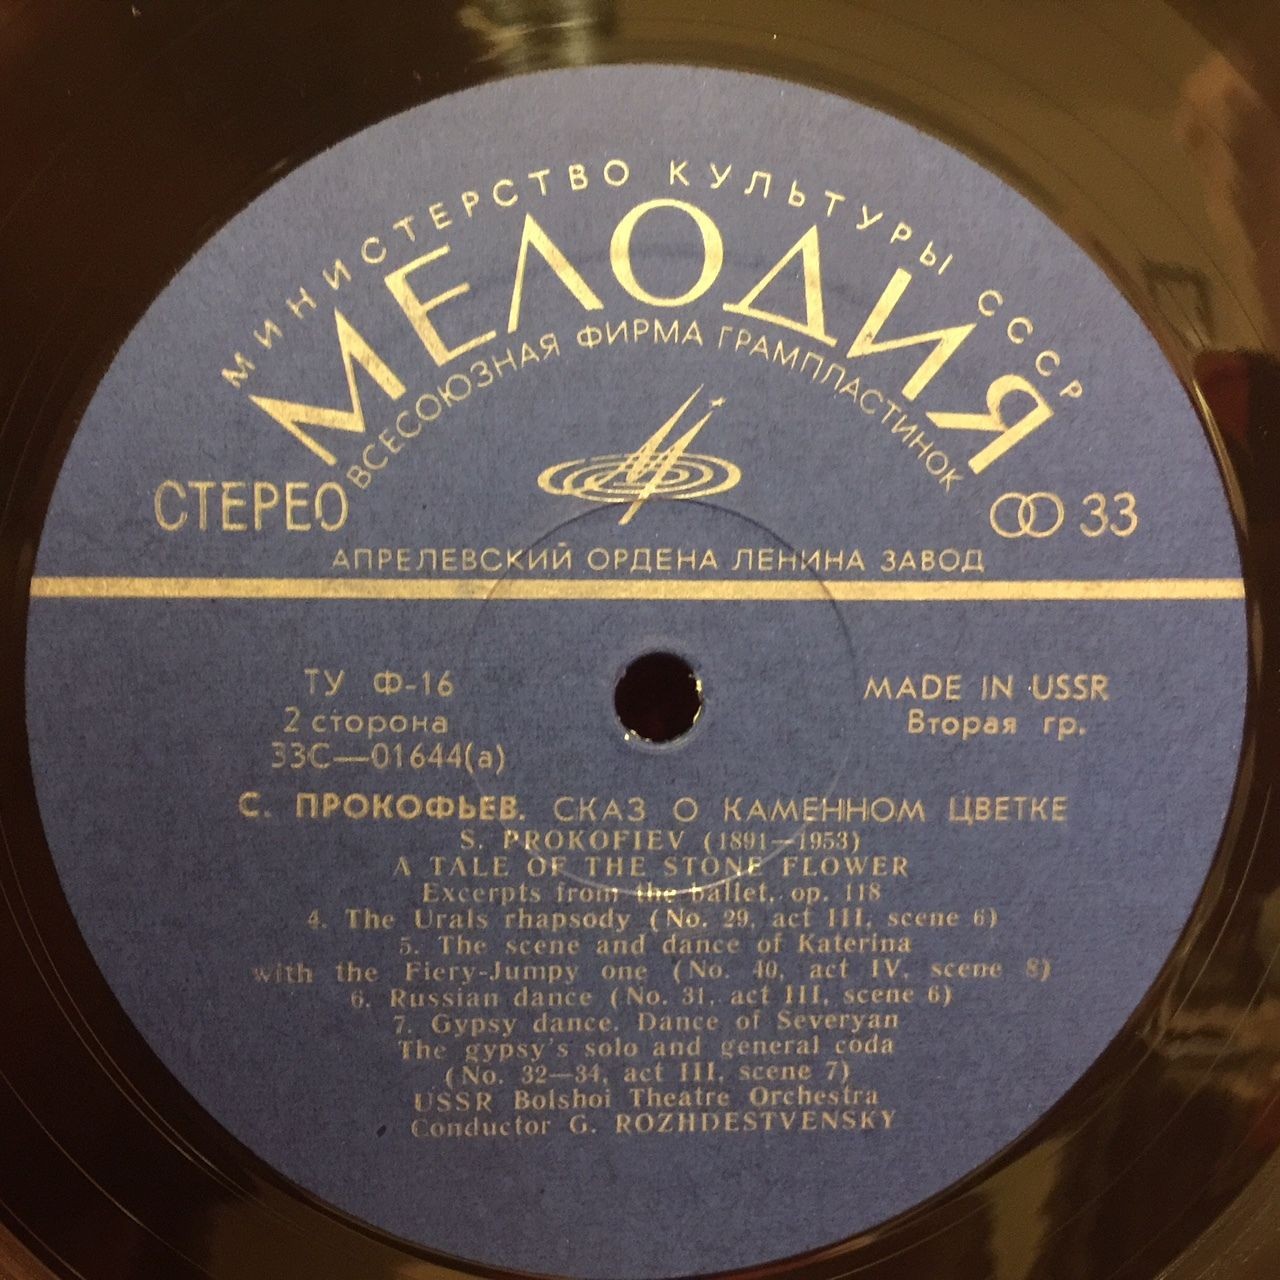 МИНИСТЕРСТВО КУЛЬТУРЫ СССР
МЕЛОДИЯ
ВСЕСОЮЗНАЯ ФИРМА ГРАМПЛАСТИНОК
СТЕРЕО
33
АПРЕЛЕВСКИЙ ОРДЕНА ЛЕНИНА ЗАВОД
ТУ Ф-16
2 сторона
33С—01644(а)
MADE IN USSR
Вторая гр.
С. ПРОКОФЬЕВ. СКАЗ О КАМЕННОМ ЦВЕТКЕ
S. PROKOFIEV (1891—1953)
A TALE OF THE STONE FLOWER
Excerpts from the ballet, op. 118
4. The Urals rhapsody (No. 29, act III, scene 6)
5. The scene and dance of Katerina
with the Fiery-Jumpy one (No. 40, act IV, scene 8)
6. Russian dance (No. 31, act III, scene 6)
7. Gypsy dance. Dance of Severyan
The gypsy's solo and general coda
(No. 32—34, act III, scene 7)
USSR Bolshoi Theatre Orchestra
Conductor G. ROZHDESTVENSKY